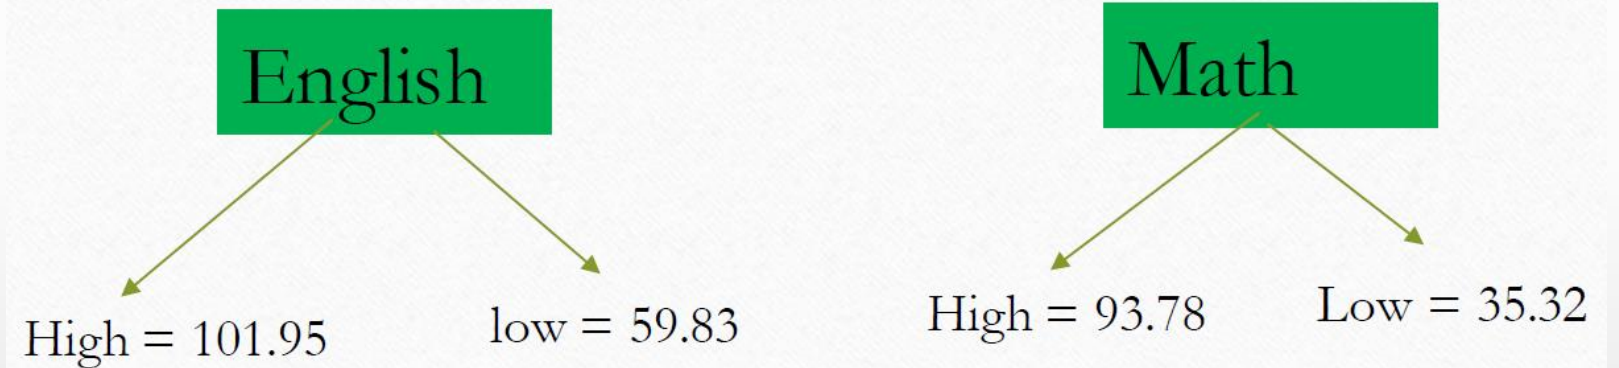 English
Math
High = 101.95
low = 59.83
High = 93.78
Low = 35.32